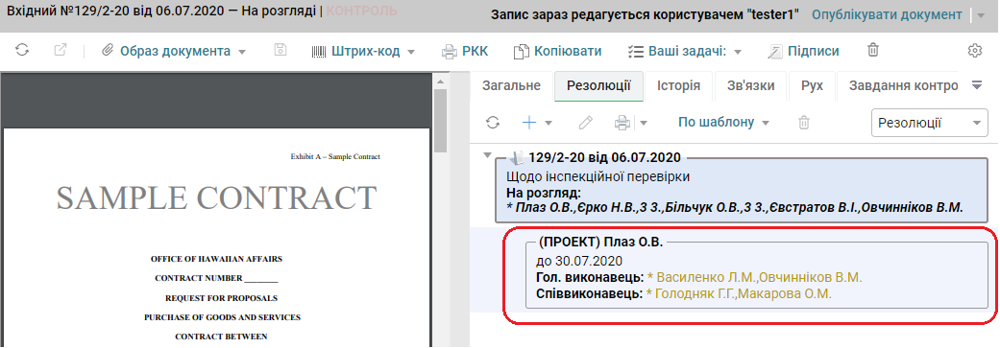 Вхідний №129/2-20 від 06.07.2020 — На розгляді | КОНТРОЛЬ
Запис зараз редагується користувачем "tester1"
Опублікувати документ
Образ документа
Штрих-код
РКК
Копіювати
Ваші задачі:
Підписи
Загальне
Резолюції
Історія
Зв'язки
Рух
Завдання контро
По шаблону
Резолюції
Exhibit A – Sample Contract
SAMPLE CONTRACT
OFFICE OF HAWAIIAN AFFAIRS
CONTRACT NUMBER ________
REQUEST FOR PROPOSALS
PURCHASE OF GOODS AND SERVICES
CONTRACT BETWEEN
129/2-20 від 06.07.2020
Щодо інспекційної перевірки
На розгляд:
* Плаз О.В.,Єрко Н.В.,З З.,Більчук О.В.,З З.,Євстратов В.І.,Овчинніков В.М.
(ПРОЕКТ) Плаз О.В.
до 30.07.2020
Гол. виконавець: * Василенко Л.М.,Овчинніков В.М.
Співвиконавець: * Голодняк Г.Г.,Макарова О.М.